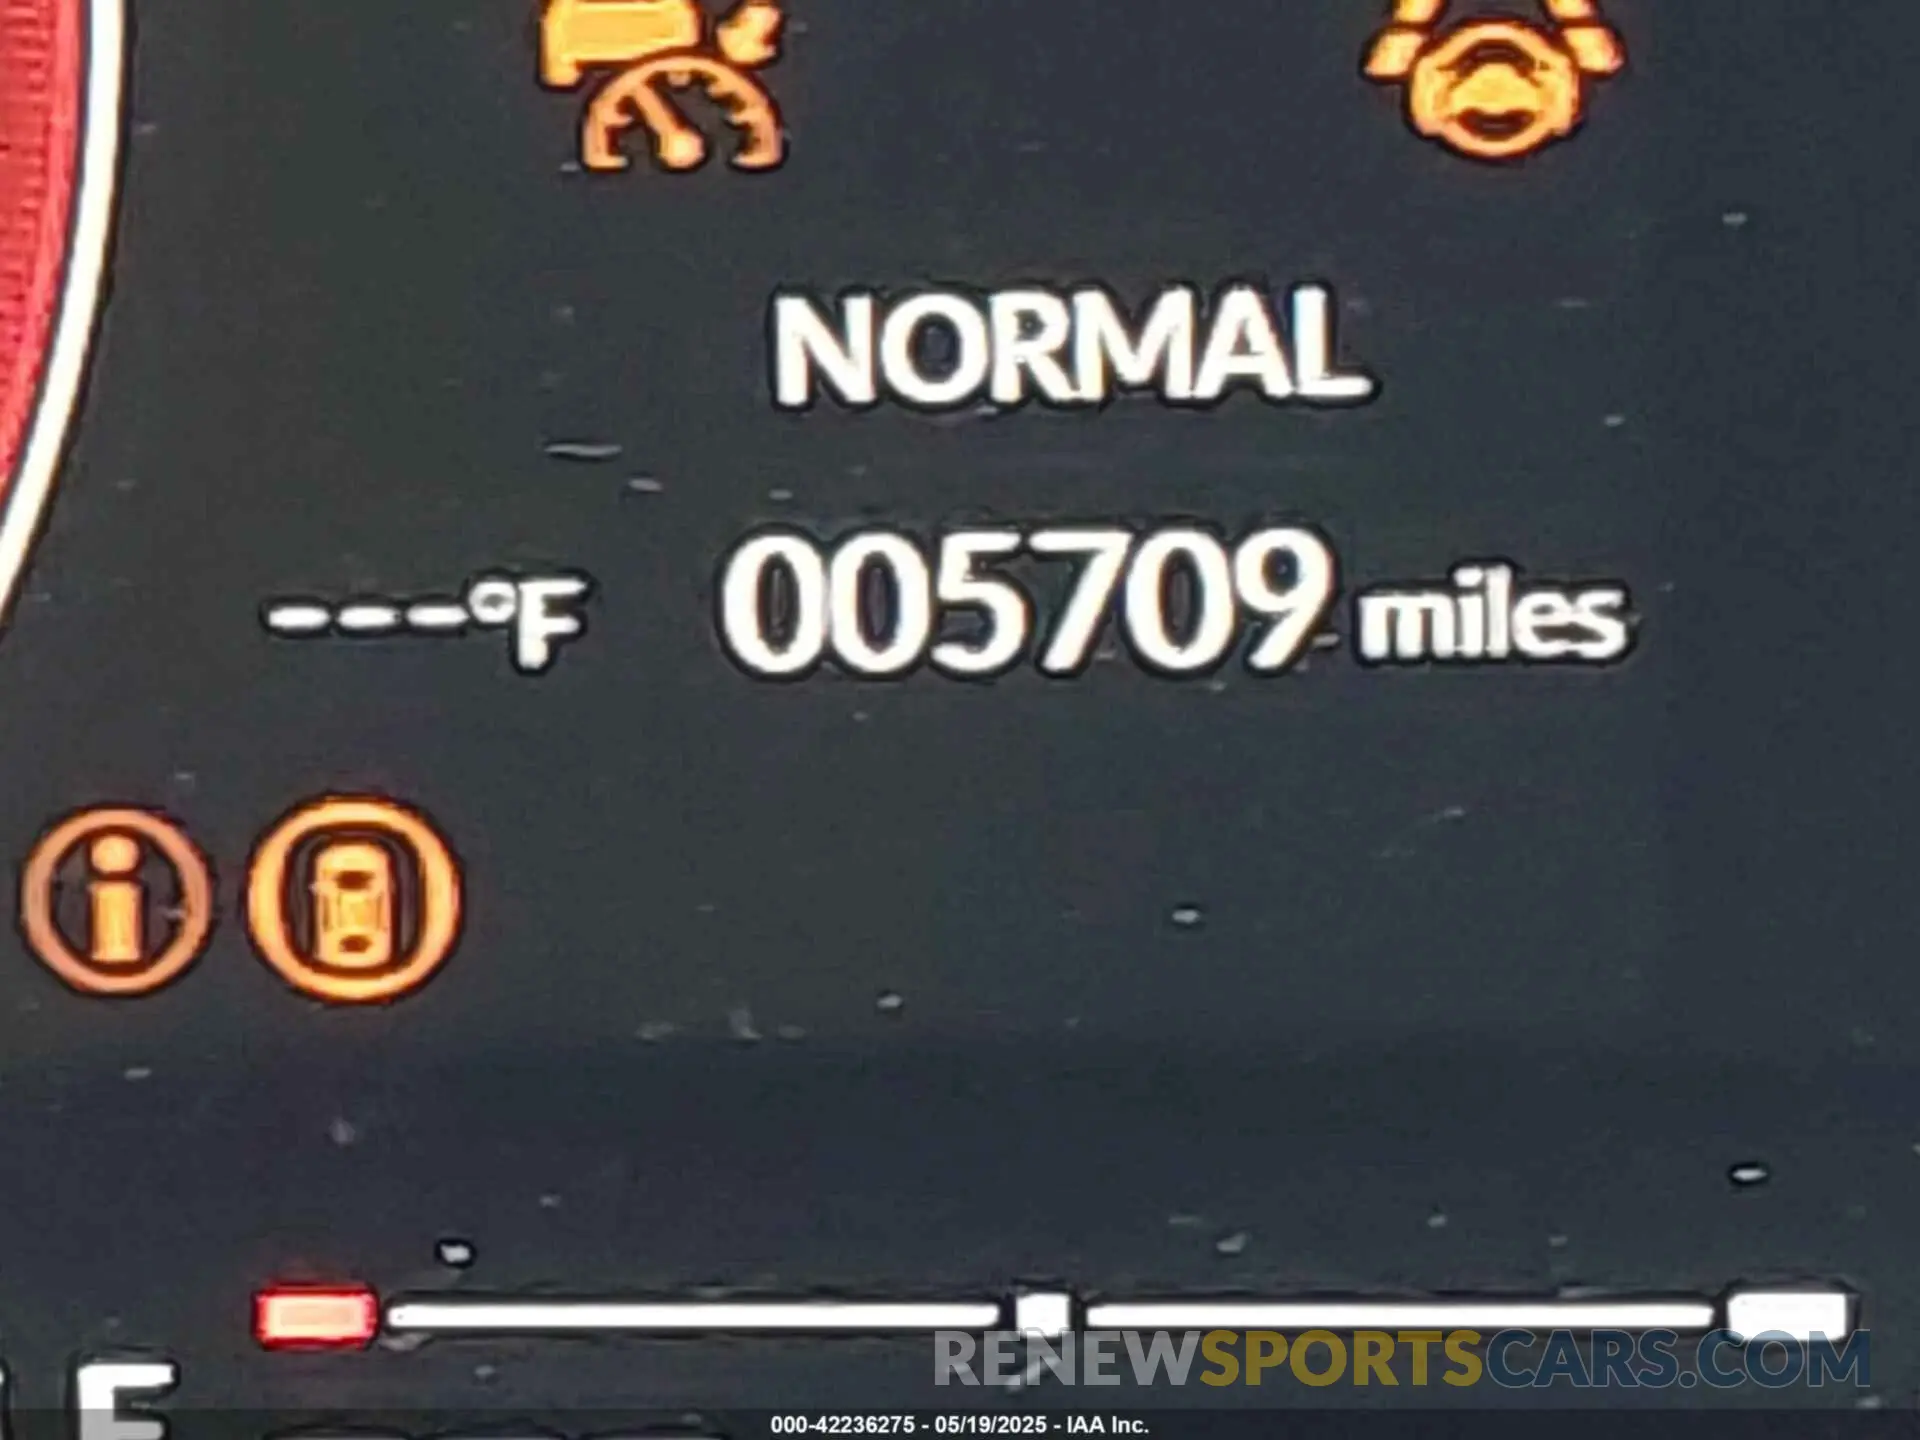 NORMAL
---°F 005709 miles
E
RENEWSPORTSCARS.COM
000-42236275 - 05/19/2025 - IAA Inc.